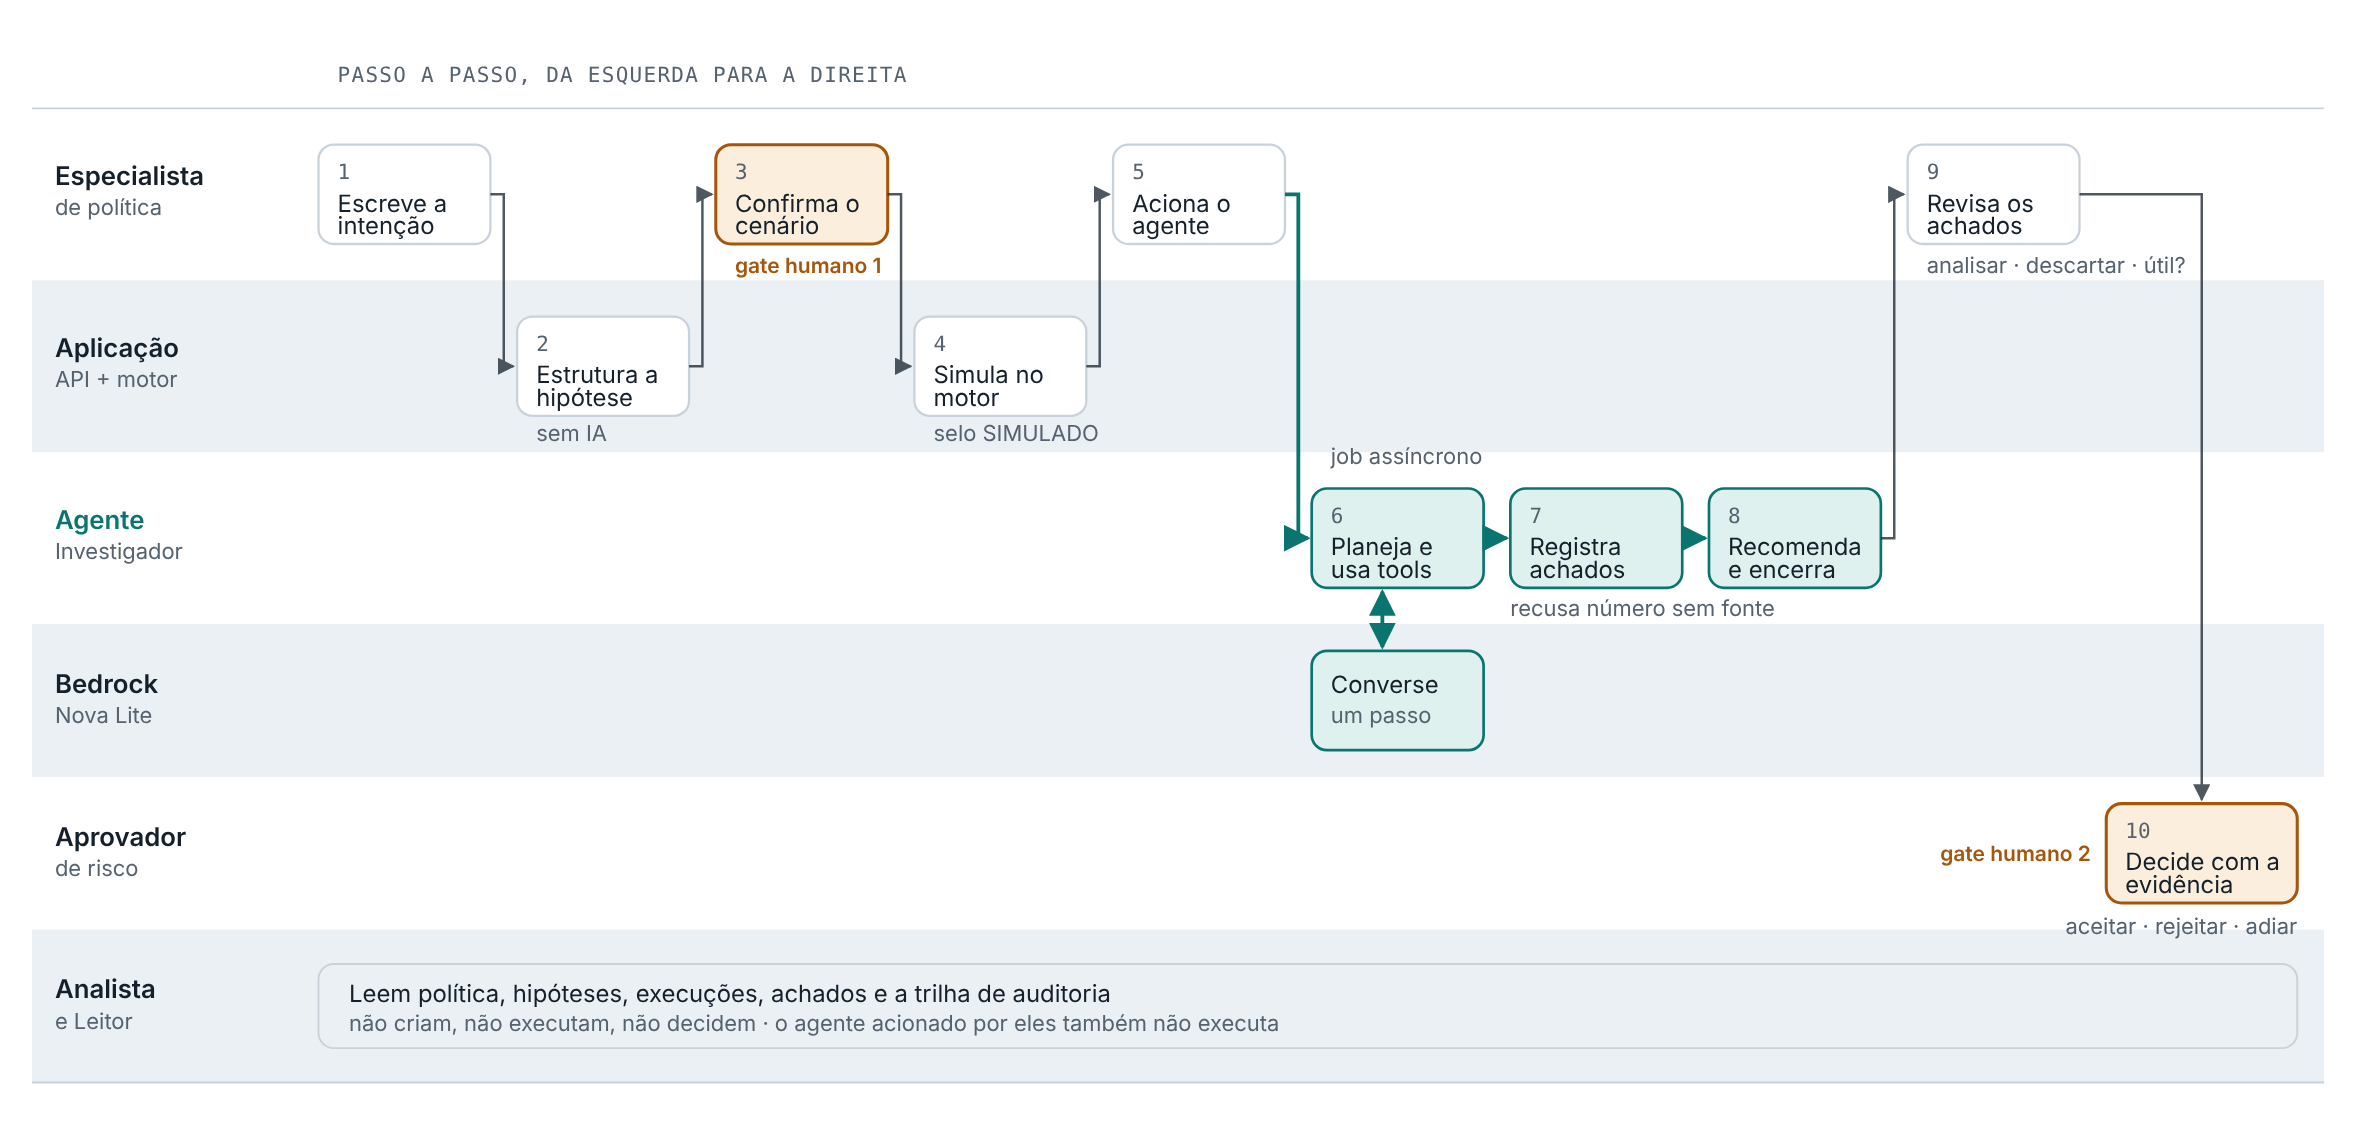 PASSO A PASSO, DA ESQUERDA PARA A DIREITA
Especialista
de política
1
Escreve a
intenção
3
Confirma o
cenário
gate humano 1
5
Aciona o
agente
9
Revisa os
achados
analisar · descartar · útil?
Aplicação
API + motor
2
Estrutura a
hipótese
sem IA
4
Simula no
motor
selo SIMULADO
job assíncrono
Agente
Investigador
6
Planeja e
usa tools
7
Registra
achados
8
Recomenda
e encerra
recusa número sem fonte
Bedrock
Nova Lite
Converse
um passo
Aprovador
de risco
gate humano 2
10
Decide com a
evidência
aceitar · rejeitar · adiar
Analista
e Leitor
Leem política, hipóteses, execuções, achados e a trilha de auditoria
não criam, não executam, não decidem · o agente acionado por eles também não executa